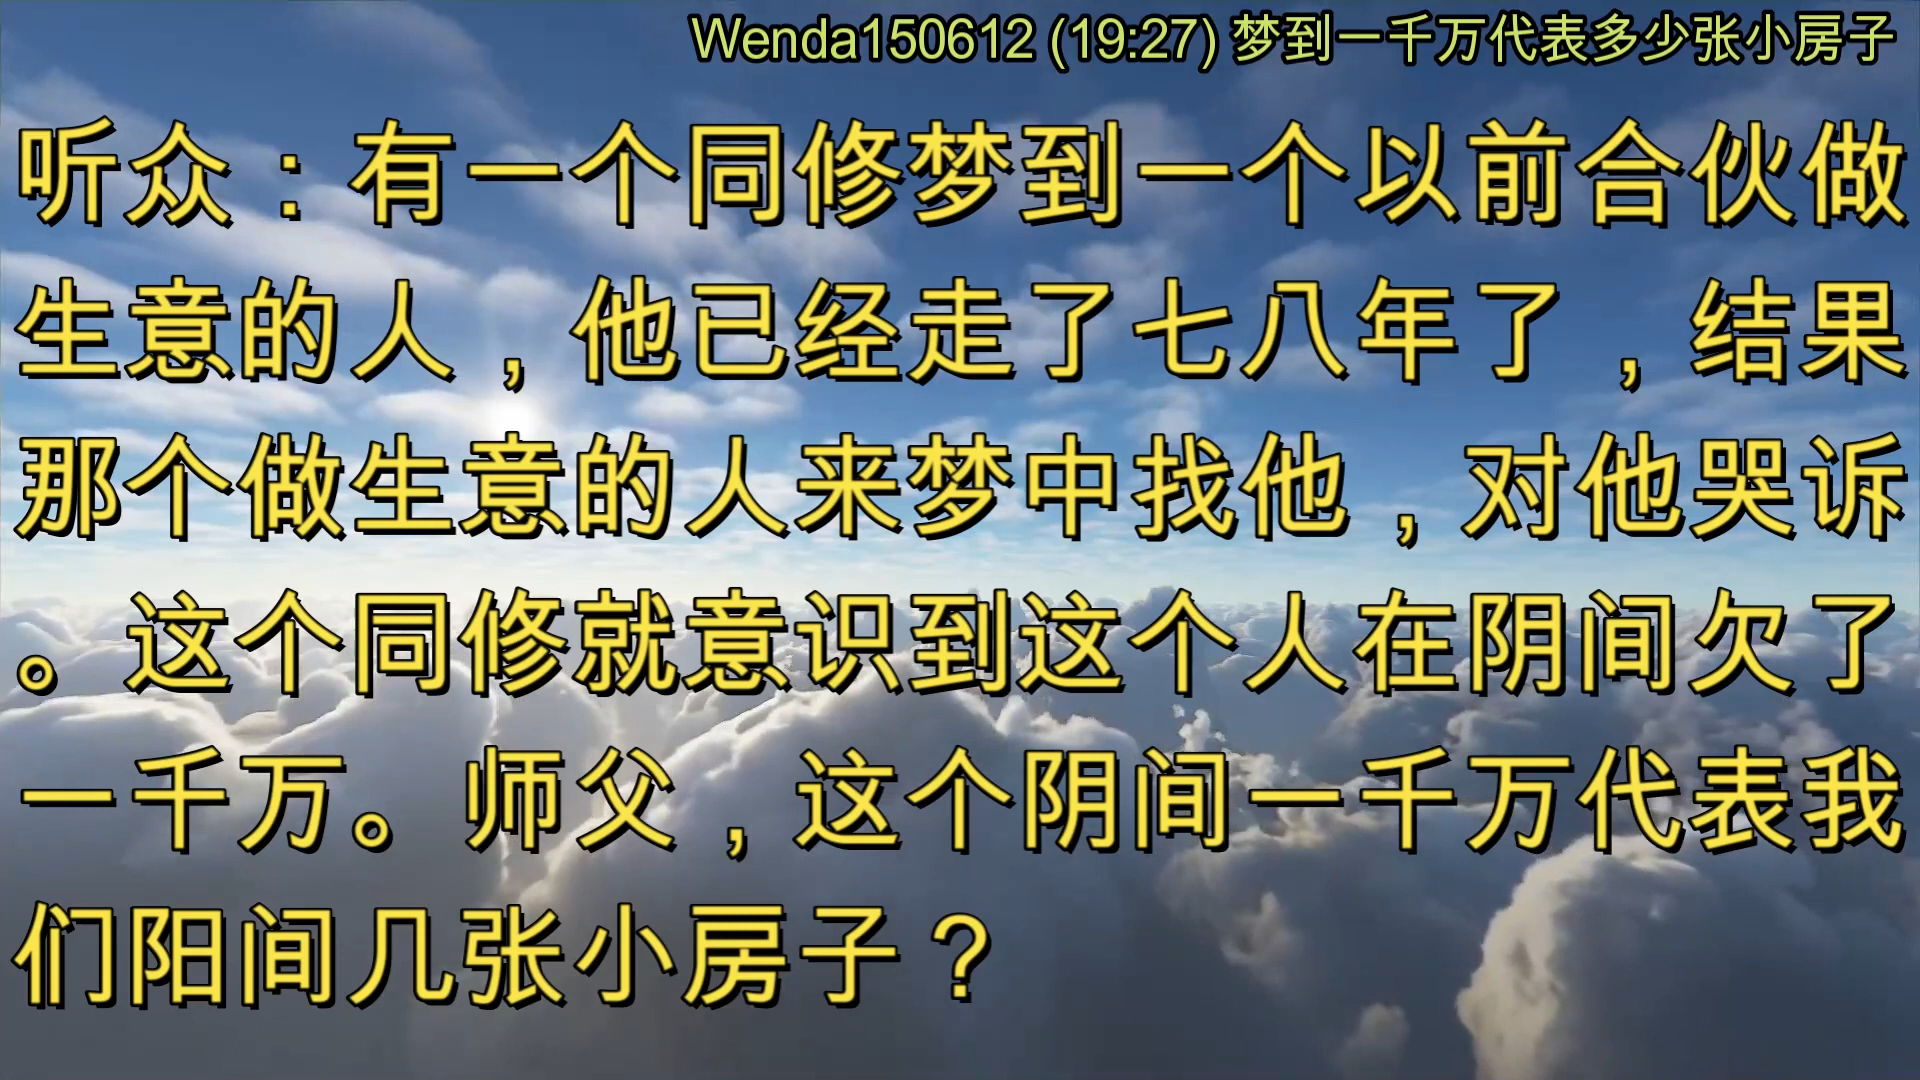 Wenda150612 (19:27) 梦到一千万代表多少张小房子
听众：有一个同修梦到一个以前合伙做
生意的人，他已经走了七八年了，结果
那个做生意的人来梦中找他，对他哭诉
。这个同修就意识到这个人在阴间欠了
一千万。师父，这个阴间一千万代表我
们阳间几张小房子？